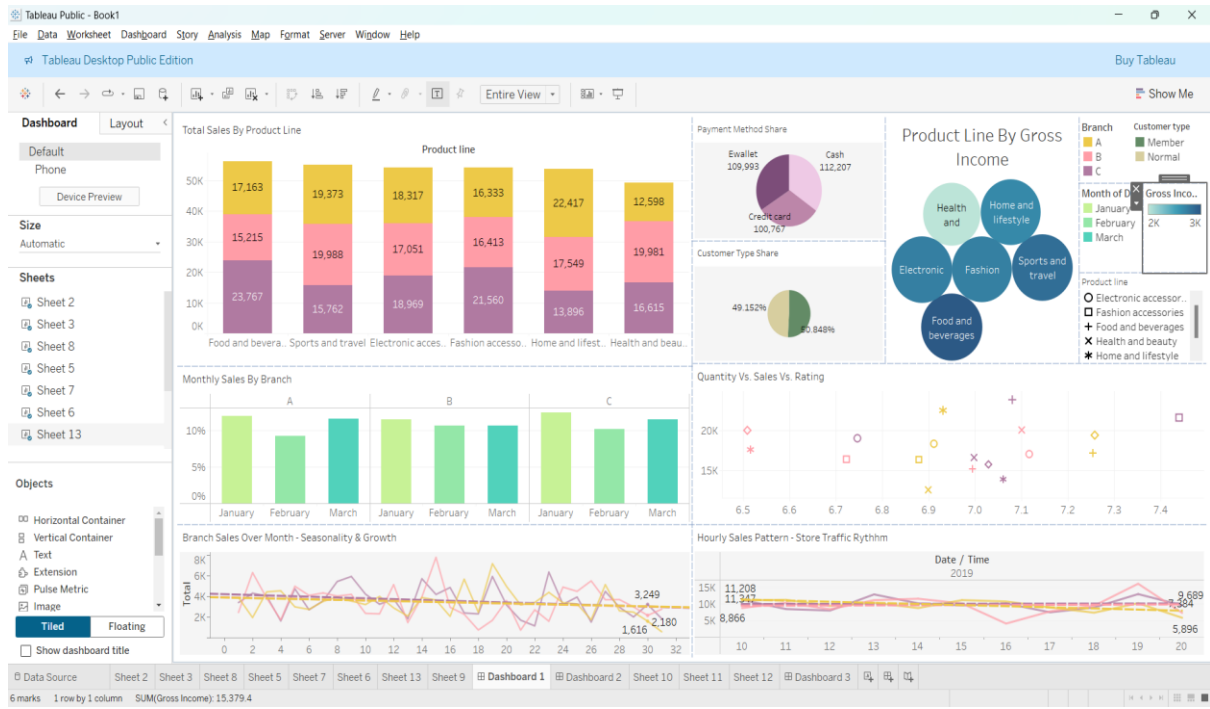 Tableau Public - Book1
File Data Worksheet Dashboard Story Analysis Map Format Server Window Help
Tableau Desktop Public Edition
Buy Tableau
Entire View
Show Me
Dashboard
Layout
Default
Phone
Device Preview
Size
Automatic
Sheets
Sheet 2
Sheet 3
Sheet 8
Sheet 5
Sheet 7
Sheet 6
Sheet 13
Objects
Horizontal Container
Vertical Container
Text
Extension
Pulse Metric
Image
Tiled
Floating
Show dashboard title
Total Sales By Product Line
Product line
50K
40K
30K
20K
10K
0K
17,163
19,373
18,317
16,333
22,417
12,598
15,215
19,988
17,051
16,413
17,549
19,981
23,767
15,762
18,969
21,560
13,896
16,615
Food and bevera.. Sports and travel Electronic acces.. Fashion accesso.. Home and lifest.. Health and beau..
Payment Method Share
Ewallet
109,993
Cash
112,207
Credit card
100,767
Customer Type Share
49.152%
50.848%
Product Line By Gross
Income
Health
and
Home and
lifestyle
Electronic
Fashion
Sports and
travel
Food and
beverages
Branch
A
B
C
Customer type
Member
Normal
Month of D
January
February
March
Gross Inco..
2K 3K
Product line
Electronic accessor..
Fashion accessories
Food and beverages
Health and beauty
Home and lifestyle
Monthly Sales By Branch
A B C
10%
5%
0%
January February March January February March January February March
Quantity Vs. Sales Vs. Rating
20K
15K
6.5 6.6 6.7 6.8 6.9 7.0 7.1 7.2 7.3 7.4
Branch Sales Over Month - Seasonality & Growth
Total
8K
6K
4K
2K
3,249
2,180
1,616
0 2 4 6 8 10 12 14 16 18 20 22 24 26 28 30 32
Hourly Sales Pattern - Store Traffic Rythhm
Date / Time
2019
15K
10K
5K
11,208
8,866
9,689
5,896
10 11 12 13 14 15 16 17 18 19 20
Data Source Sheet 2 Sheet 3 Sheet 8 Sheet 5 Sheet 7 Sheet 6 Sheet 13 Sheet 9 Dashboard 1 Dashboard 2 Sheet 10 Sheet 11 Sheet 12 Dashboard 3
6 marks 1 row by 1 column SUM(Gross Income): 15,379.4